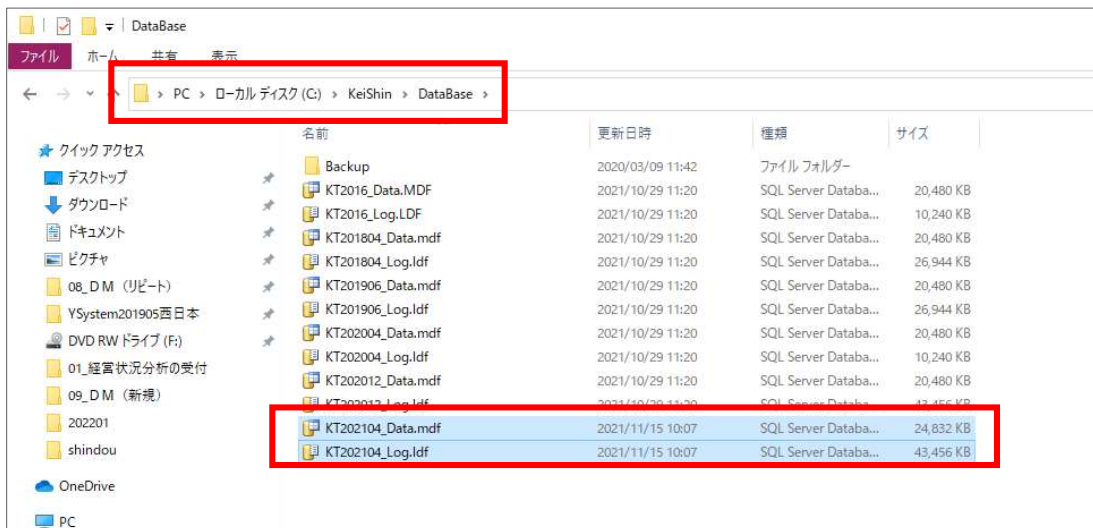 DataBase
ファイル ホーム 共有 表示
PC › ローカル ディスク (C:) › KeiShin › DataBase ›
名前 更新日時 種類 サイズ
クイック アクセス
デスクトップ
ダウンロード
ドキュメント
ピクチャ
08_ＤＭ（リピート）
YSystem201905西日本
DVD RW ドライブ (F:)
01_経営状況分析の受付
09_ＤＭ（新規）
202201
shindou
OneDrive
PC
Backup 2020/03/09 11:42 ファイル フォルダー
KT2016_Data.MDF 2021/10/29 11:20 SQL Server Databa... 20,480 KB
KT2016_Log.LDF 2021/10/29 11:20 SQL Server Databa... 10,240 KB
KT201804_Data.mdf 2021/10/29 11:20 SQL Server Databa... 20,480 KB
KT201804_Log.ldf 2021/10/29 11:20 SQL Server Databa... 26,944 KB
KT201906_Data.mdf 2021/10/29 11:20 SQL Server Databa... 20,480 KB
KT201906_Log.ldf 2021/10/29 11:20 SQL Server Databa... 26,944 KB
KT202004_Data.mdf 2021/10/29 11:20 SQL Server Databa... 20,480 KB
KT202004_Log.ldf 2021/10/29 11:20 SQL Server Databa... 10,240 KB
KT202012_Data.mdf 2021/10/29 11:20 SQL Server Databa... 20,480 KB
KT202012_Log.ldf 2021/10/29 11:20 SQL Server Databa... 43,456 KB
KT202104_Data.mdf 2021/11/15 10:07 SQL Server Databa... 24,832 KB
KT202104_Log.ldf 2021/11/15 10:07 SQL Server Databa... 43,456 KB